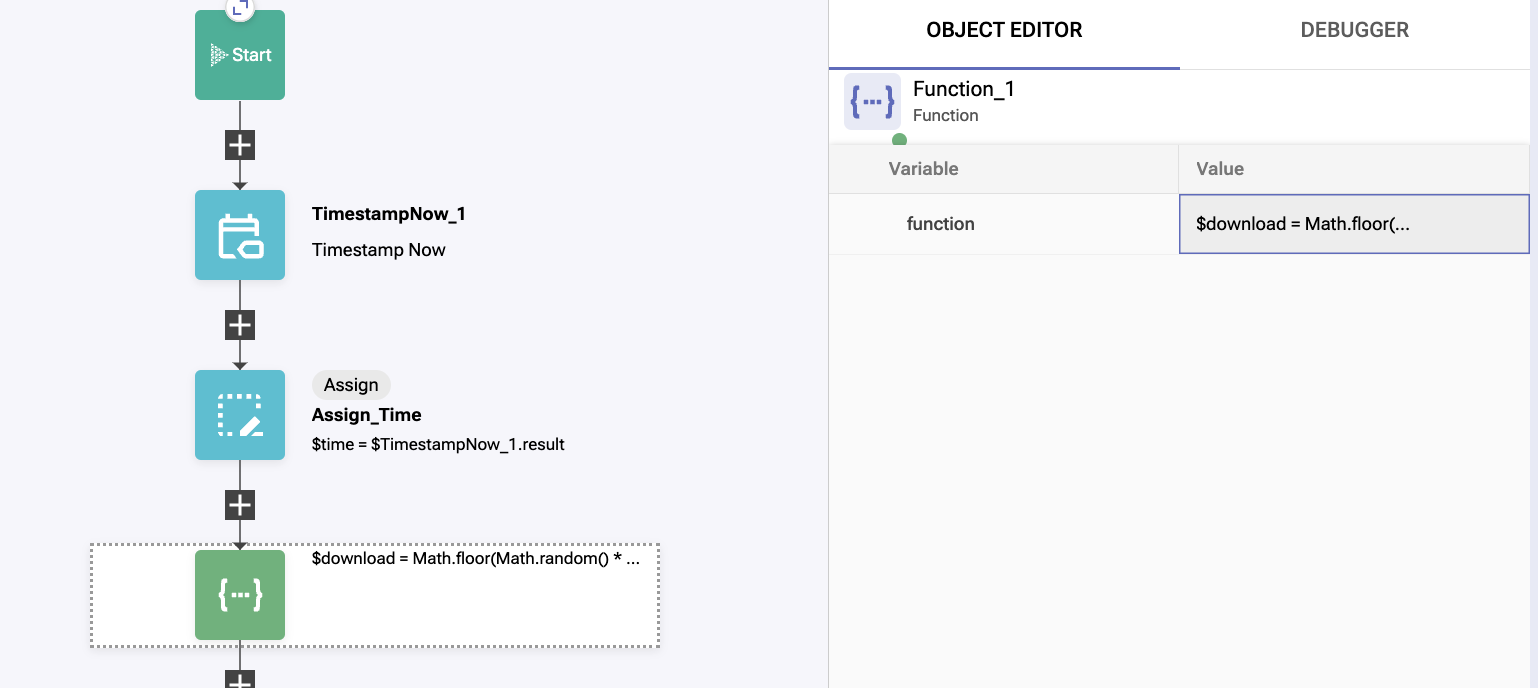 Start
TimestampNow_1
Timestamp Now
Assign
Assign_Time
$time = $TimestampNow_1.result
$download = Math.floor(Math.random() * ...
OBJECT EDITOR
DEBUGGER
Function_1
Function
Variable
Value
function
$download = Math.floor(...